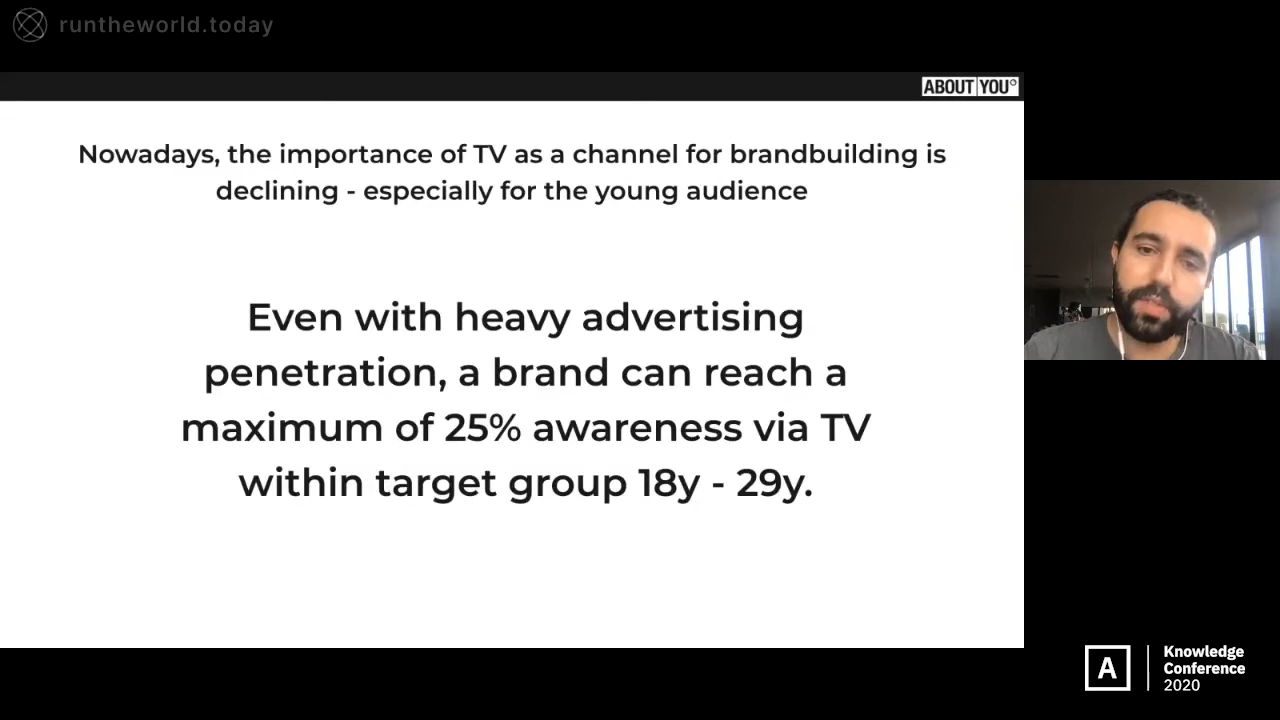 runtheworld.today
ABOUT YOU°
Nowadays, the importance of TV as a channel for brandbuilding is
declining - especially for the young audience
Even with heavy advertising
penetration, a brand can reach a
maximum of 25% awareness via TV
within target group 18y - 29y.
A
Knowledge
Conference
2020